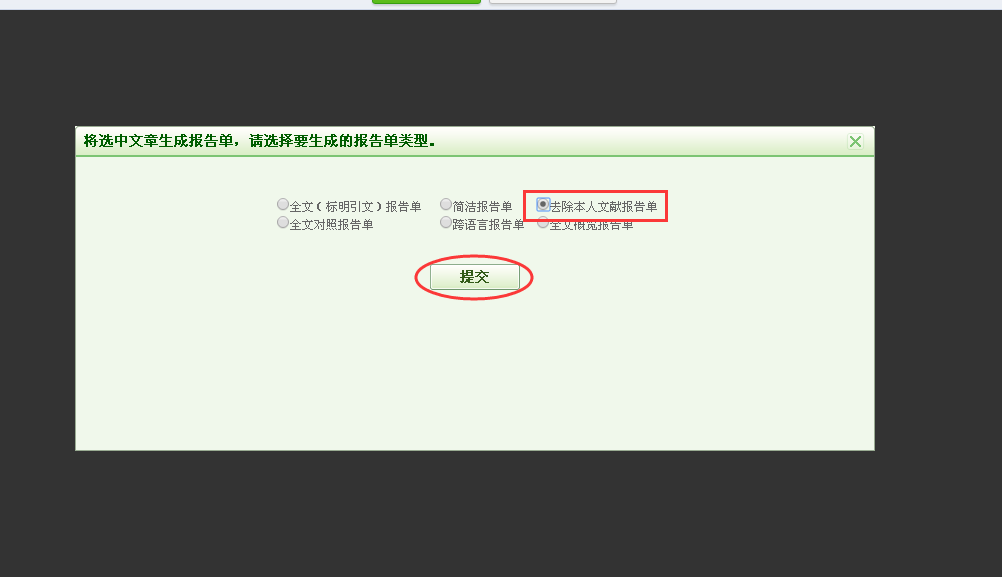 将选中文章生成报告单，请选择要生成的报告单类型。
全文（标明引文）报告单 简洁报告单 去除本人文献报告单
全文对照报告单 跨语言报告单 全文概览报告单
提交